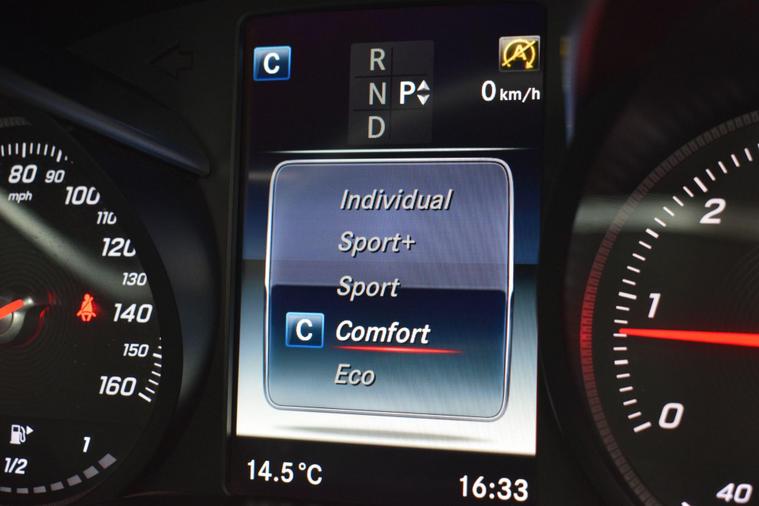 C
R
N P
D
A
0 km/h
Individual
Sport+
Sport
C Comfort
Eco
14.5°C
16:33
80
90
mph
100
110
120
130
140
150
160
1/2
1
2
1
0
40